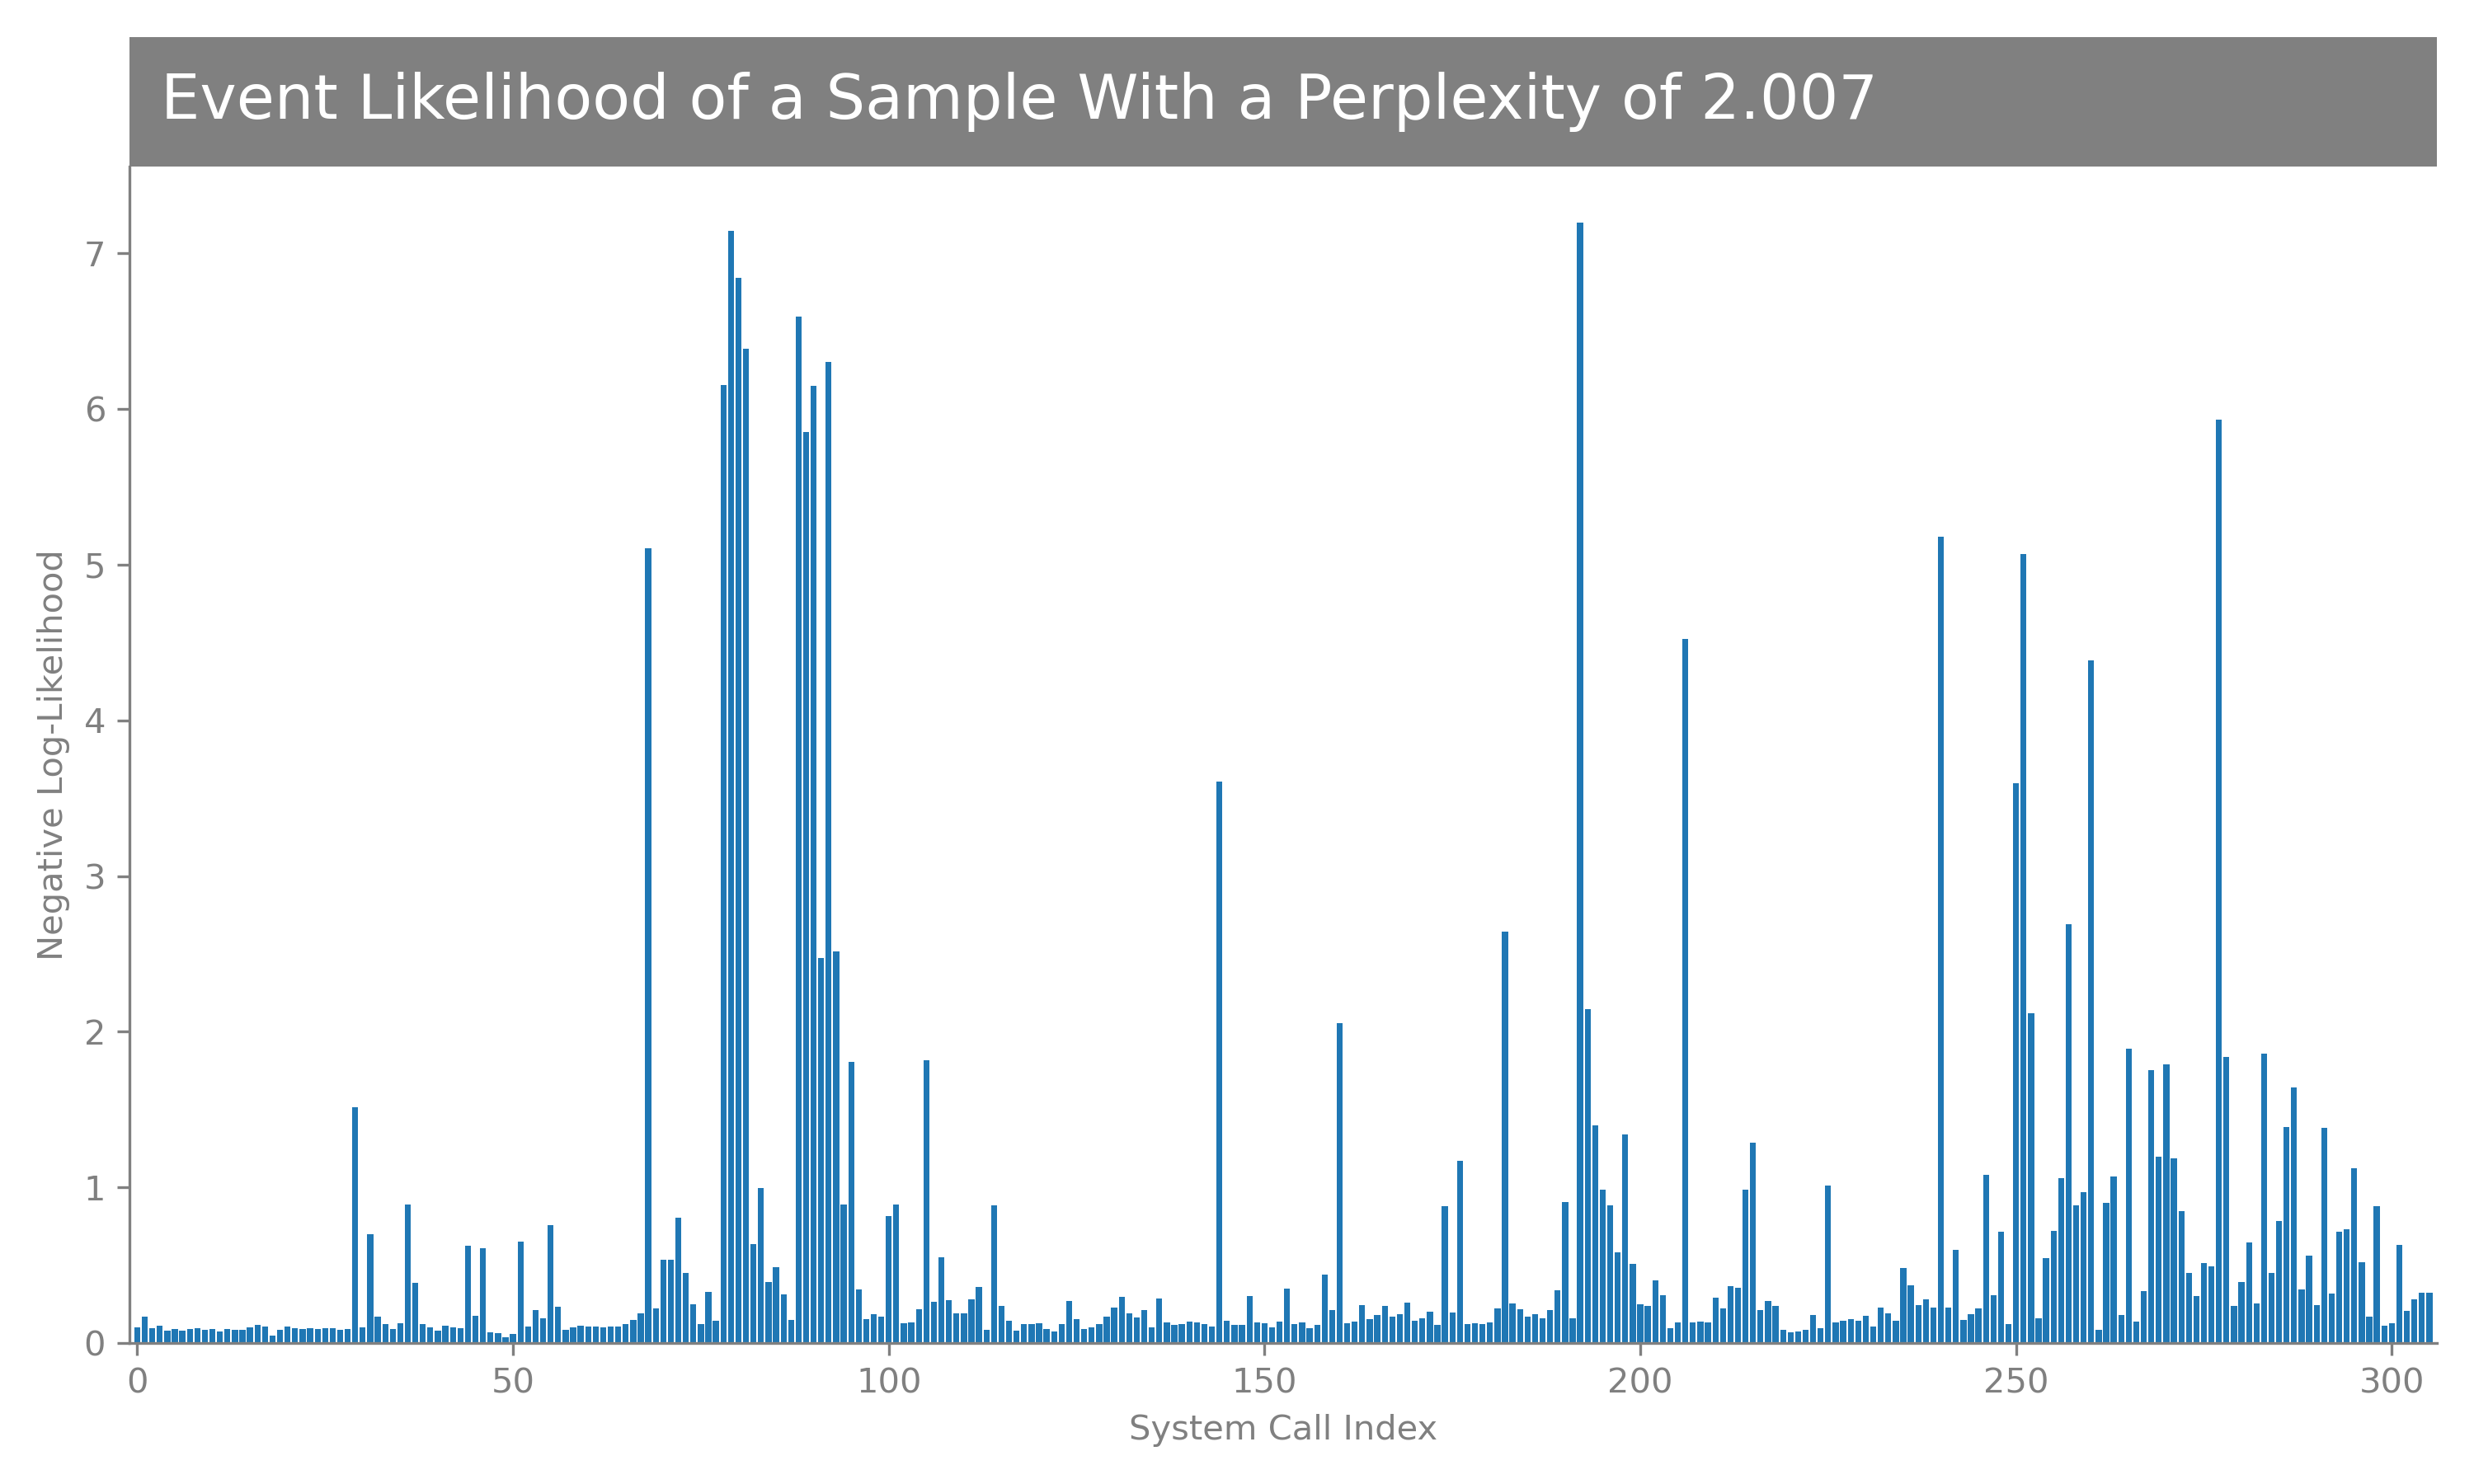 Event Likelihood of a Sample With a Perplexity of 2.007
Negative Log-Likelihood
7
6
5
4
3
2
1
0
0 50 100 150 200 250 300
System Call Index